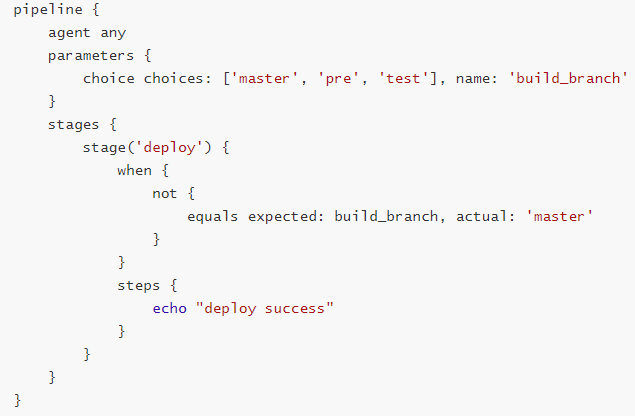 pipeline {
    agent any
    parameters {
        choice choices: ['master', 'pre', 'test'], name: 'build_branch'
    }
    stages {
        stage('deploy') {
            when {
                not {
                    equals expected: build_branch, actual: 'master'
                }
            }
            steps {
                echo "deploy success"
            }
        }
    }
}